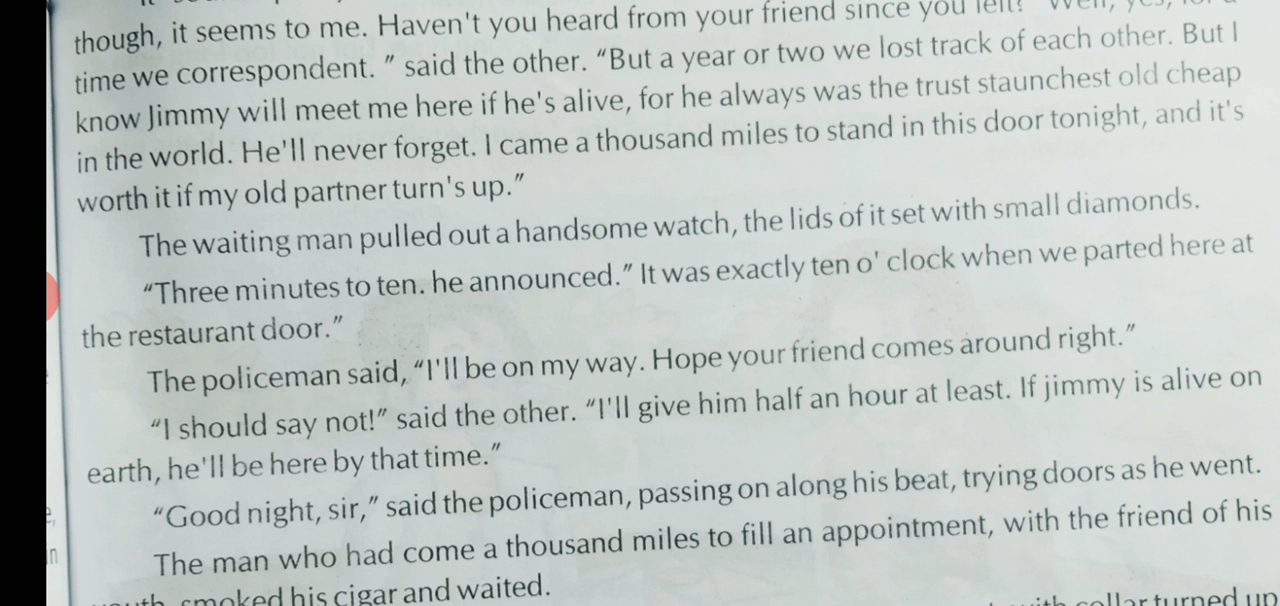 though, it seems to me. Haven't you heard from your friend since you left? "Well, yes, for a
time we correspondent. " said the other. "But a year or two we lost track of each other. But I
know Jimmy will meet me here if he's alive, for he always was the trust staunchest old cheap
in the world. He'll never forget. I came a thousand miles to stand in this door tonight, and it's
worth it if my old partner turn's up."
The waiting man pulled out a handsome watch, the lids of it set with small diamonds.
"Three minutes to ten. he announced." It was exactly ten o' clock when we parted here at
the restaurant door."
The policeman said, "I'll be on my way. Hope your friend comes around right."
"I should say not!" said the other. "I'll give him half an hour at least. If jimmy is alive on
earth, he'll be here by that time."
"Good night, sir," said the policeman, passing on along his beat, trying doors as he went.
The man who had come a thousand miles to fill an appointment, with the friend of his
youth, smoked his cigar and waited.
with collar turned up